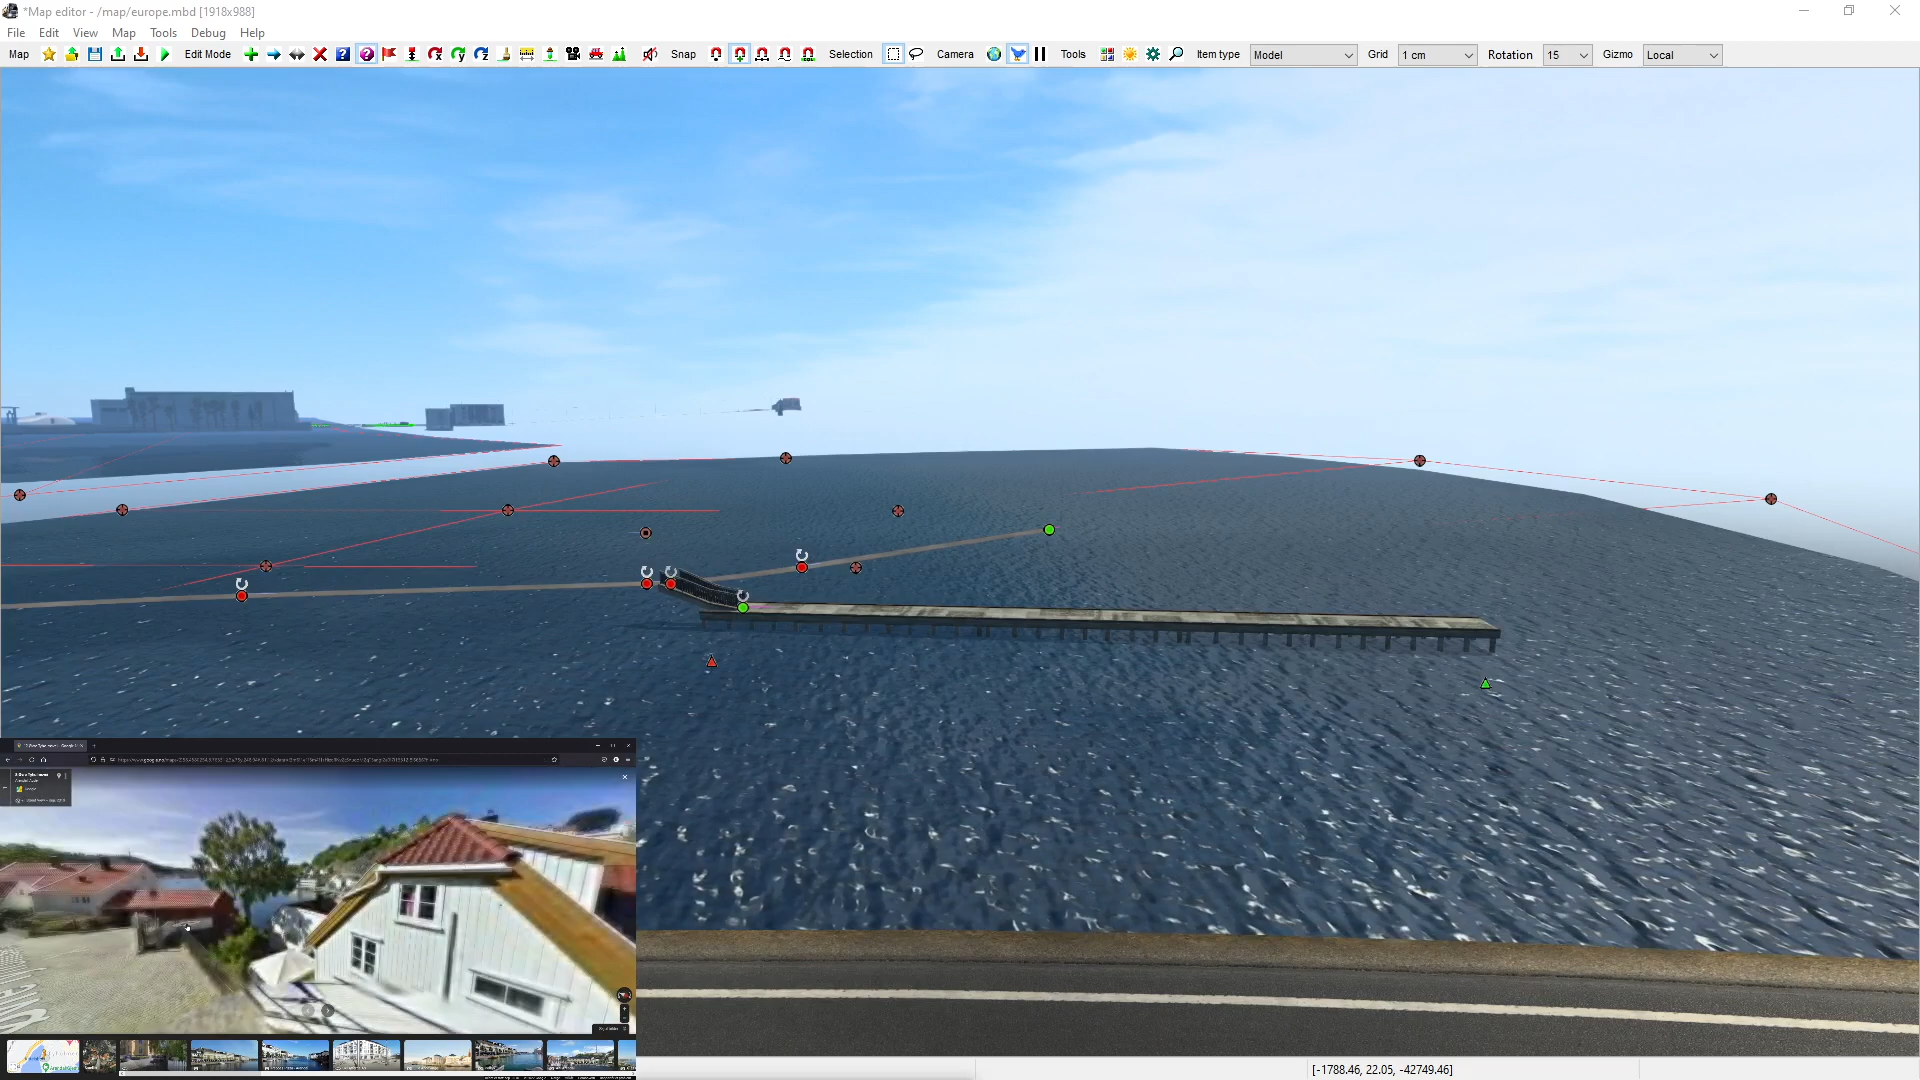 *Map editor - /map/europe.mbd [1918x988]
File Edit View Map Tools Debug Help
Map Edit Mode Snap Selection Camera Tools Item type Model Grid 1 cm Rotation 15 Gizmo Local
[-1788.46, 22.05, -42749.46]